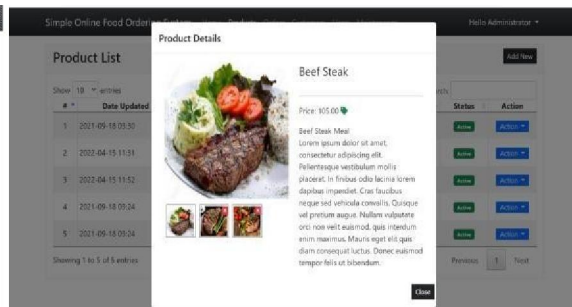 Simple Online Food Ordering System Home Products Orders Hello Administrator
Product List
Add New
Show 10 entries
# Date Updated Status Action
1 2021-09-18 03:30 Active Action
2 2022-04-15 11:31 Active Action
3 2022-04-15 11:52 Active Action
4 2021-09-18 09:24 Active Action
5 2021-09-18 09:24 Active Action
Showing 1 to 5 of 5 entries
Previous 1 Next
Product Details
Beef Steak
Price: 105.00
Beef Steak Meal
Lorem ipsum dolor sit amet,
consectetur adipiscing elit.
Pellentesque vestibulum mollis
placerat. In finibus odio lacinia lorem
dapibus imperdiet. Cras faucibus
neque sed vehicula convallis. Quisque
vel pretium augue. Nullam vulputate
orci non velit euismod, quis interdum
enim maximus. Mauris eget elit quis
diam consequat luctus. Donec euismod
tempor felis ut bibendum.
Close